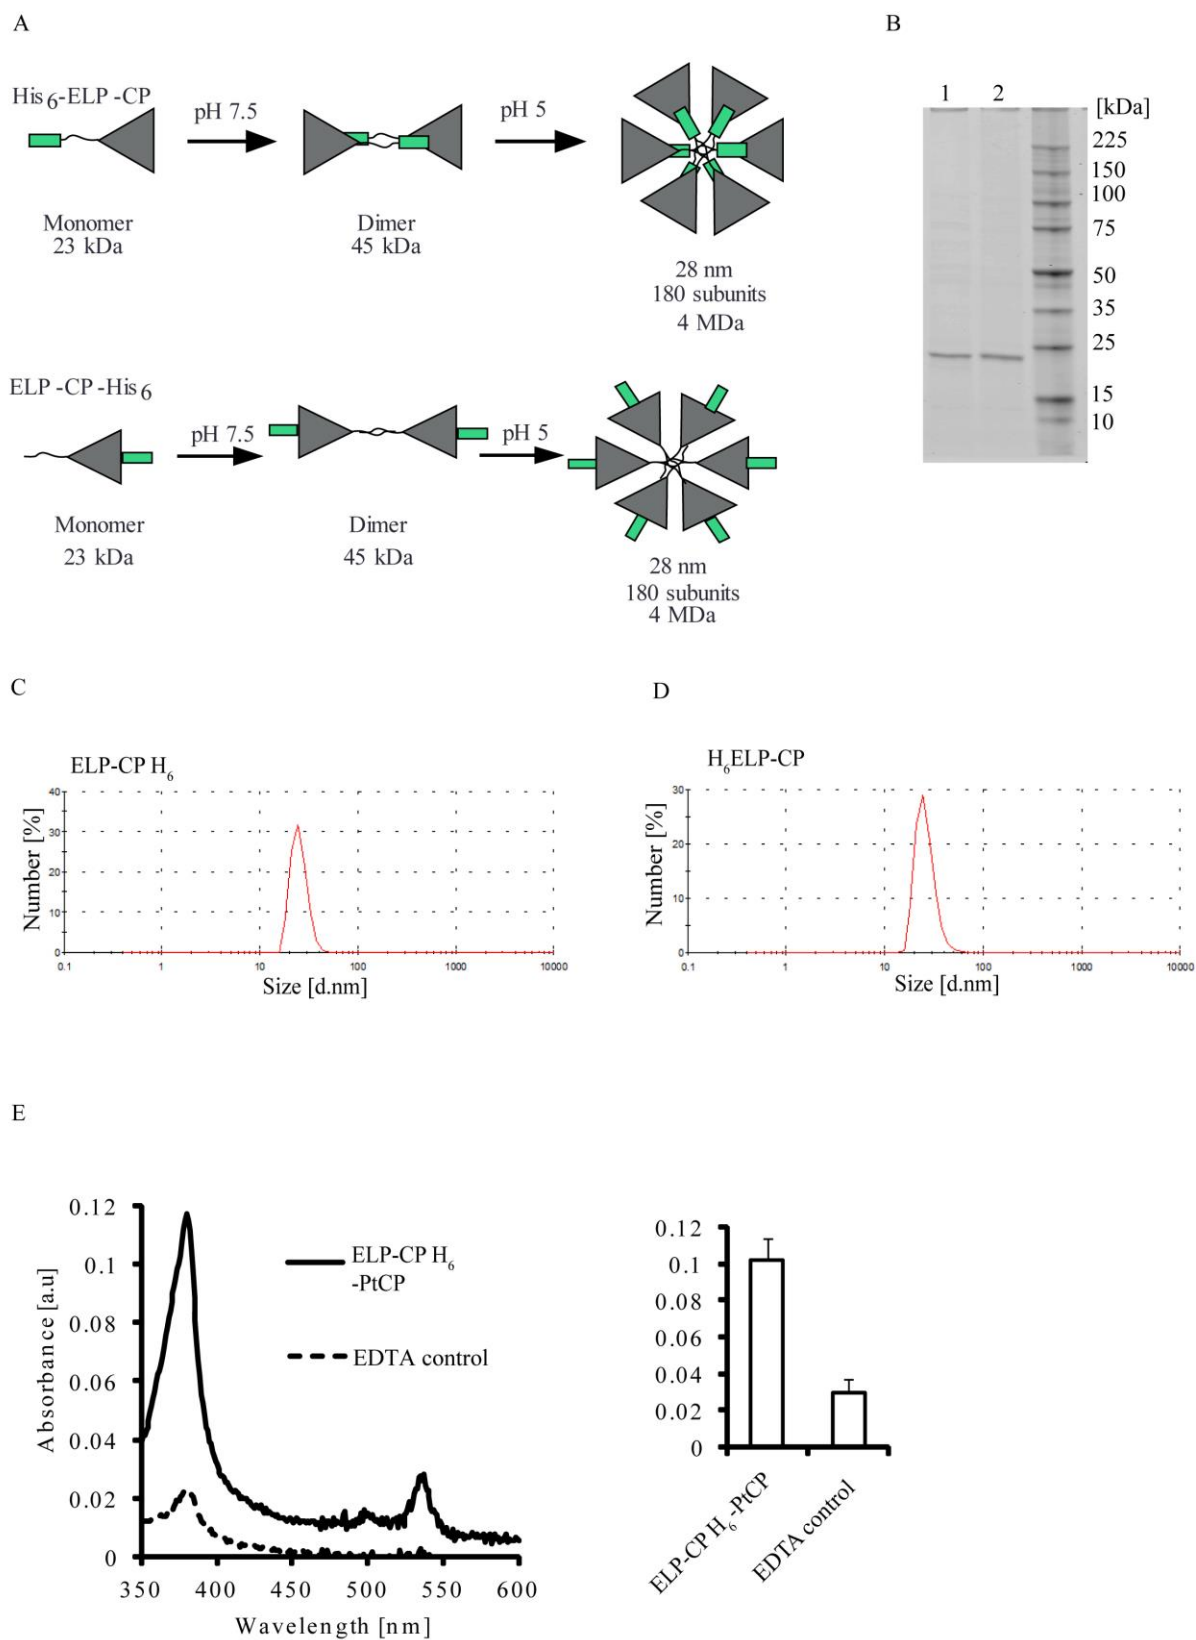 A
B
His6-ELP-CP
pH 7.5
pH 5
Monomer
23 kDa
Dimer
45 kDa
28 nm
180 subunits
4 MDa
1 2 [kDa]
225
150
100
75
50
35
25
15
10
ELP-CP-His6
pH 7.5
pH 5
Monomer
23 kDa
Dimer
45 kDa
28 nm
180 subunits
4 MDa
C
D
ELP-CP H6
Number [%]
40
30
20
10
0
0.1 1 10 100 1000 10000
Size [d.nm]
H6ELP-CP
Number [%]
30
20
10
0
0.1 1 10 100 1000 10000
Size [d.nm]
E
Absorbance [a.u]
0.12
0.1
0.08
0.06
0.04
0.02
0
350 400 450 500 550 600
Wavelength [nm]
ELP-CP H6
-PtCP
EDTA control
0.12
0.1
0.08
0.06
0.04
0.02
0
ELP-CP H6-PtCP
EDTA control